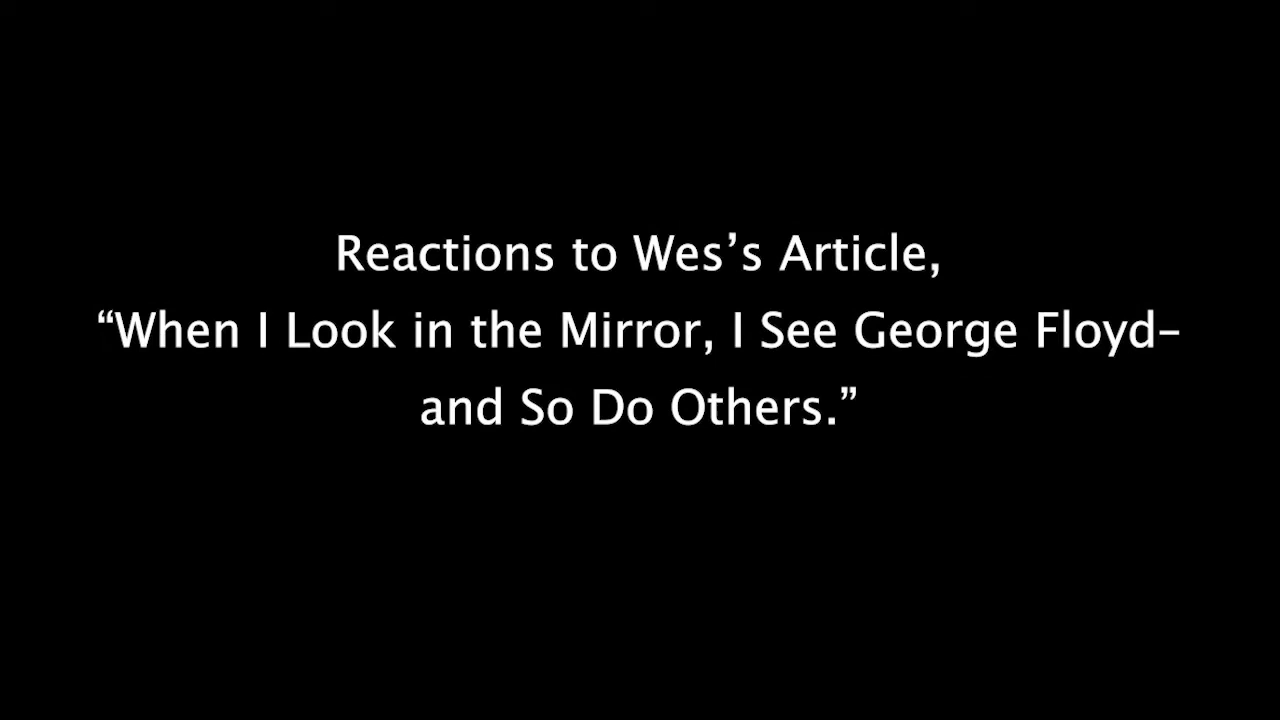 Reactions to Wes’s Article,
“When I Look in the Mirror, I See George Floyd–
and So Do Others.”